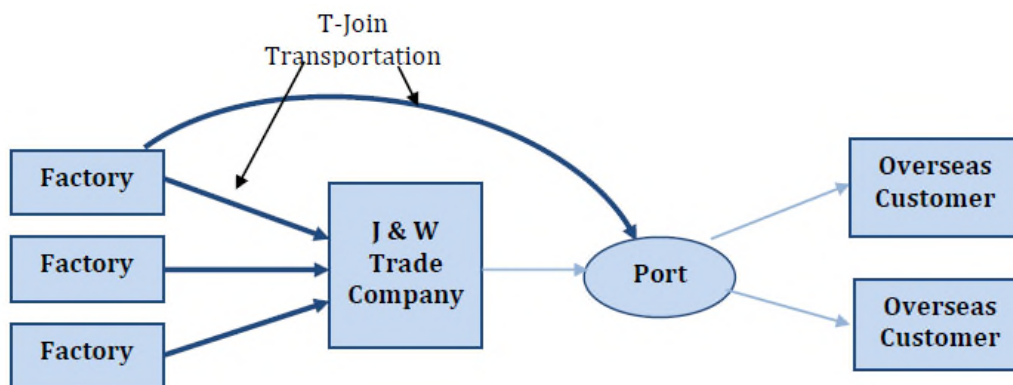 T-Join
Transportation
Factory
Factory
Factory
J & W
Trade
Company
Port
Overseas
Customer
Overseas
Customer